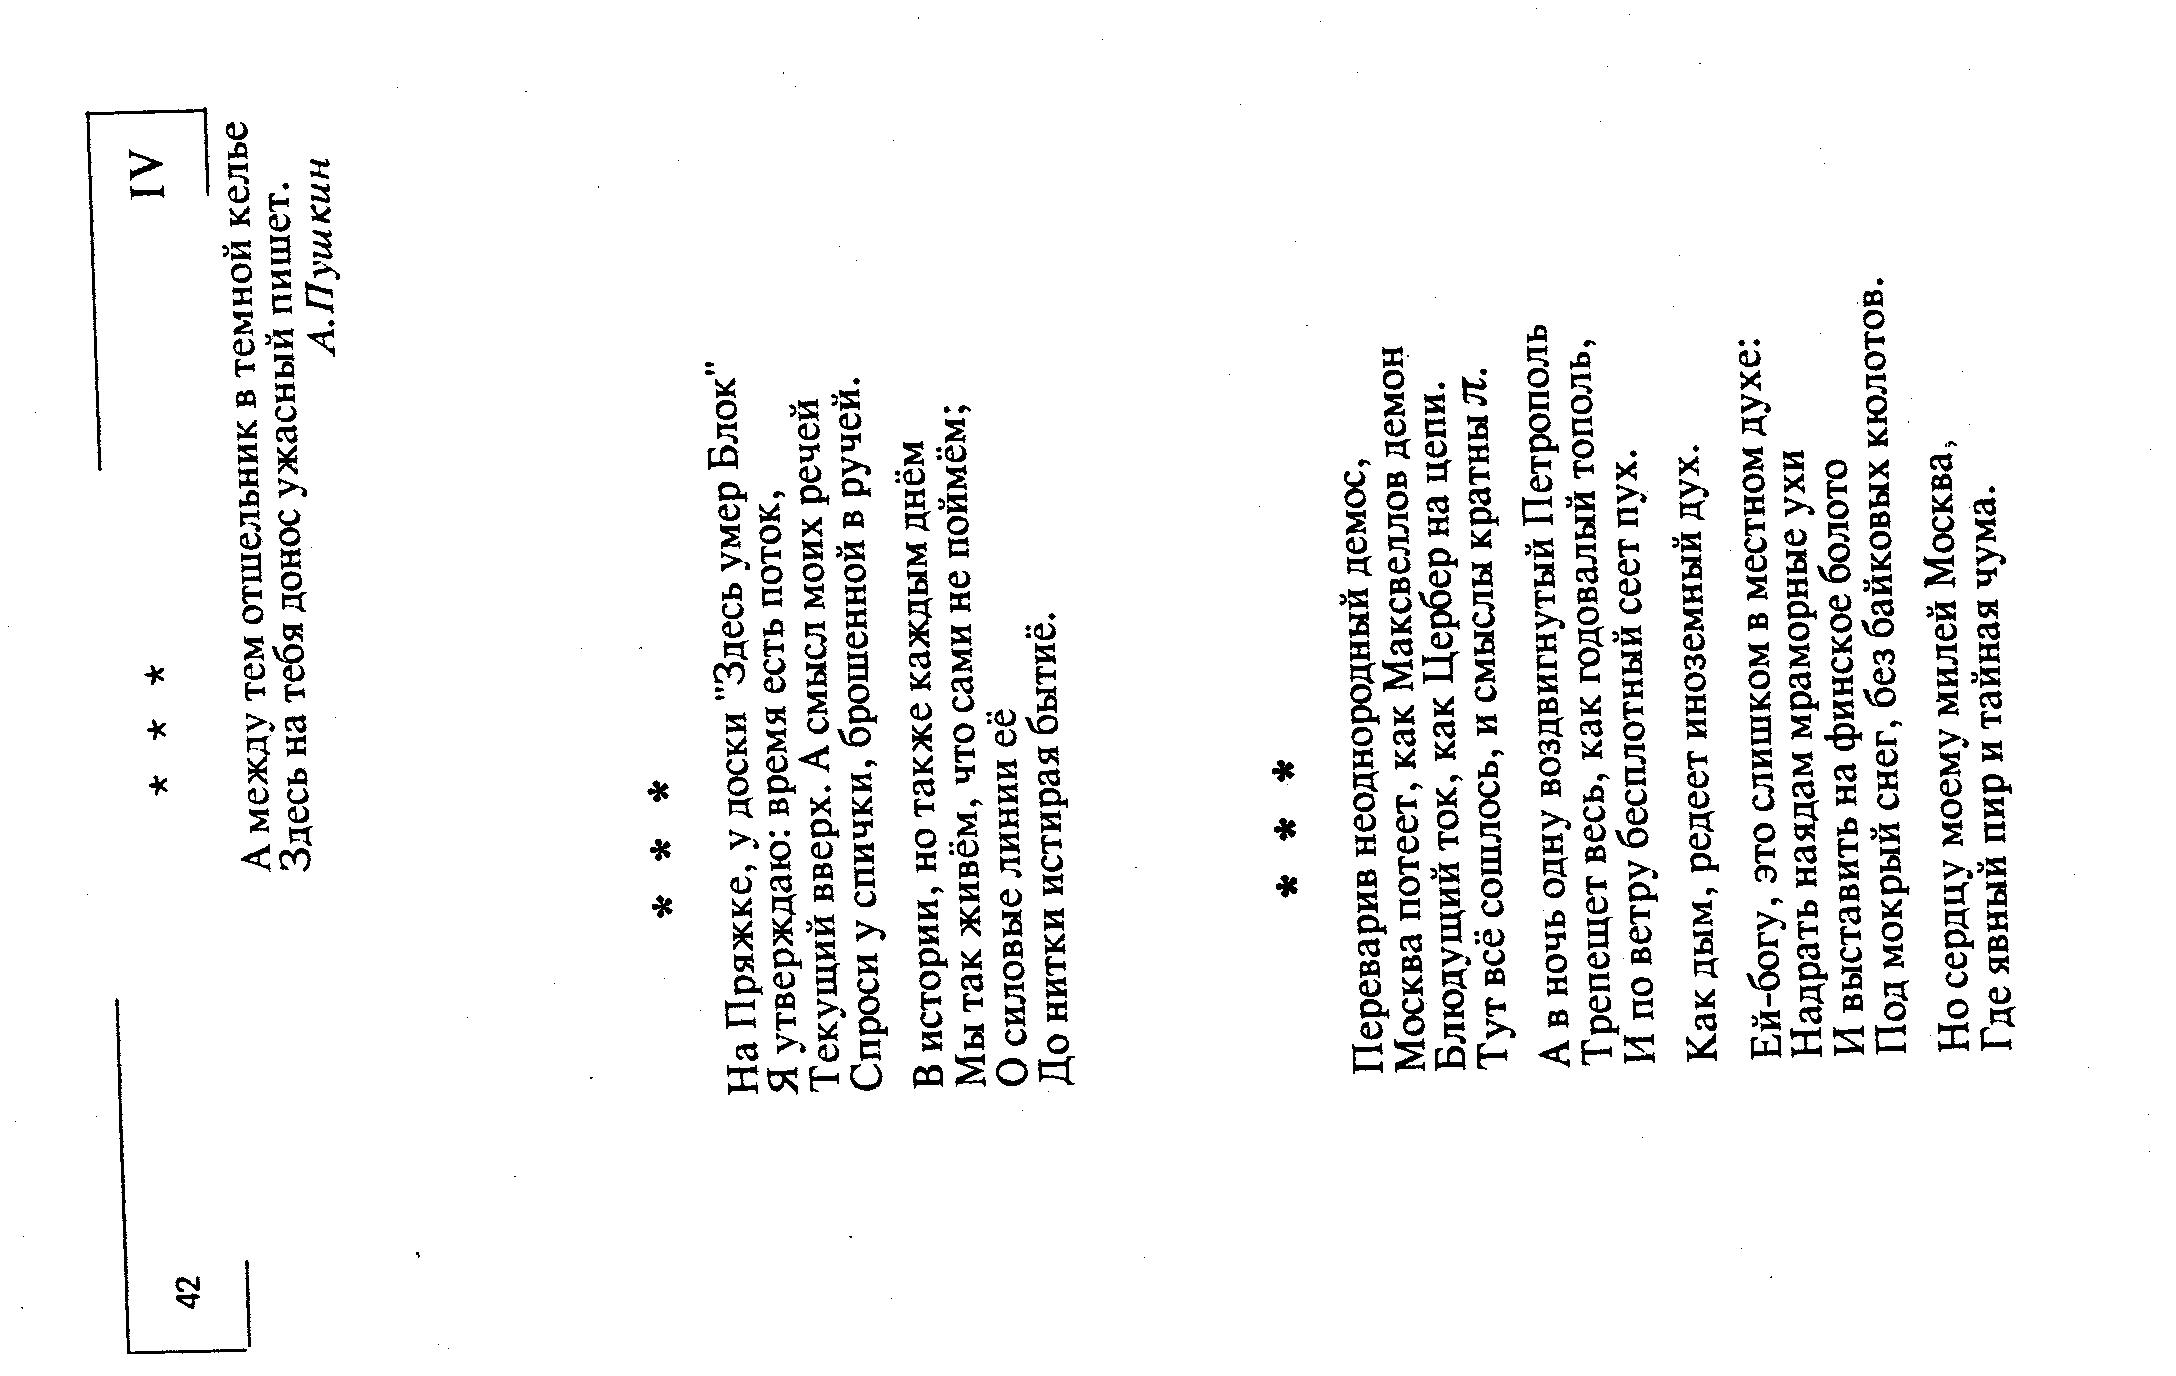 42
IV
* * *
А между тем отшельник в темной келье
Здесь на тебя донос ужасный пишет.
А.Пушкин
* * *
На Пряжке, у доски "Здесь умер Блок"
Я утверждаю: время есть поток,
Текущий вверх. А смысл моих речей
Спроси у спички, брошенной в ручей.
В истории, но также каждым днём
Мы так живём, что сами не поймём;
О силовые линии её
До нитки истирая бытиё.
* * *
Переварив неоднородный демос,
Москва потеет, как Максвеллов демон
Блюдущий ток, как Цербер на цепи.
Тут всё сошлось, и смыслы кратны π.
А в ночь одну воздвигнутый Петрополь
Трепещет весь, как годовалый тополь,
И по ветру бесплотный сеет пух.
Как дым, редеет иноземный дух.
Ей-богу, это слишком в местном духе:
Надрать наядам мраморные ухи
И выставить на финское болото
Под мокрый снег, без байковых кюлотов.
Но сердцу моему милей Москва,
Где явный пир и тайная чума.